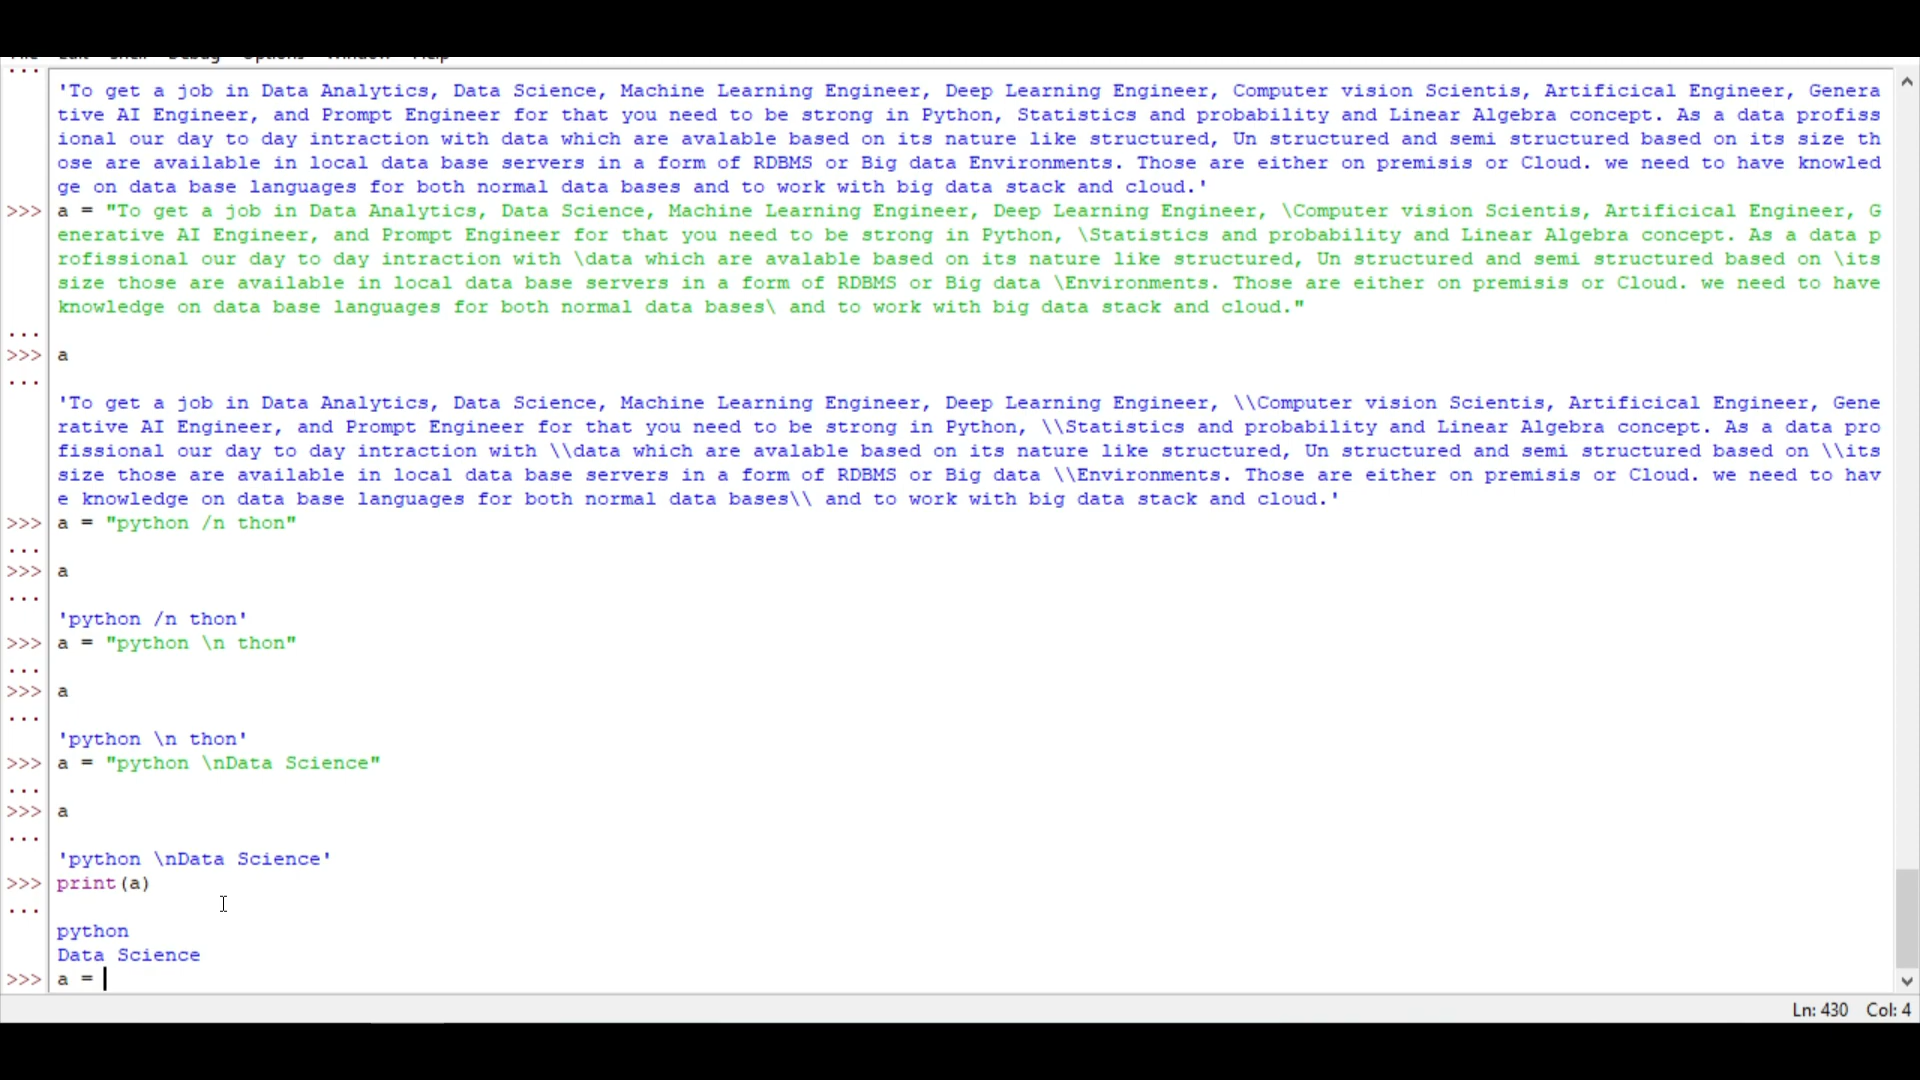 ...
'To get a job in Data Analytics, Data Science, Machine Learning Engineer, Deep Learning Engineer, Computer vision Scientis, Artificical Engineer, Genera
tive AI Engineer, and Prompt Engineer for that you need to be strong in Python, Statistics and probability and Linear Algebra concept. As a data profiss
ional our day to day intraction with data which are avalable based on its nature like structured, Un structured and semi structured based on its size th
ose are available in local data base servers in a form of RDBMS or Big data Environments. Those are either on premisis or Cloud. we need to have knowled
ge on data base languages for both normal data bases and to work with big data stack and cloud.'
>>> a = "To get a job in Data Analytics, Data Science, Machine Learning Engineer, Deep Learning Engineer, \Computer vision Scientis, Artificical Engineer, G
enerative AI Engineer, and Prompt Engineer for that you need to be strong in Python, \Statistics and probability and Linear Algebra concept. As a data p
rofissional our day to day intraction with \data which are avalable based on its nature like structured, Un structured and semi structured based on \its
size those are available in local data base servers in a form of RDBMS or Big data \Environments. Those are either on premisis or Cloud. we need to have
knowledge on data base languages for both normal data bases\ and to work with big data stack and cloud."
...
>>> a
...
'To get a job in Data Analytics, Data Science, Machine Learning Engineer, Deep Learning Engineer, \\Computer vision Scientis, Artificical Engineer, Gene
rative AI Engineer, and Prompt Engineer for that you need to be strong in Python, \\Statistics and probability and Linear Algebra concept. As a data pro
fissional our day to day intraction with \\data which are avalable based on its nature like structured, Un structured and semi structured based on \\its
size those are available in local data base servers in a form of RDBMS or Big data \\Environments. Those are either on premisis or Cloud. we need to hav
e knowledge on data base languages for both normal data bases\\ and to work with big data stack and cloud.'
>>> a = "python /n thon"
...
>>> a
...
'python /n thon'
>>> a = "python \n thon"
...
>>> a
...
'python \n thon'
>>> a = "python \nData Science"
...
>>> a
...
'python \nData Science'
>>> print(a)
...
python
Data Science
>>> a =
Ln: 430 Col: 4